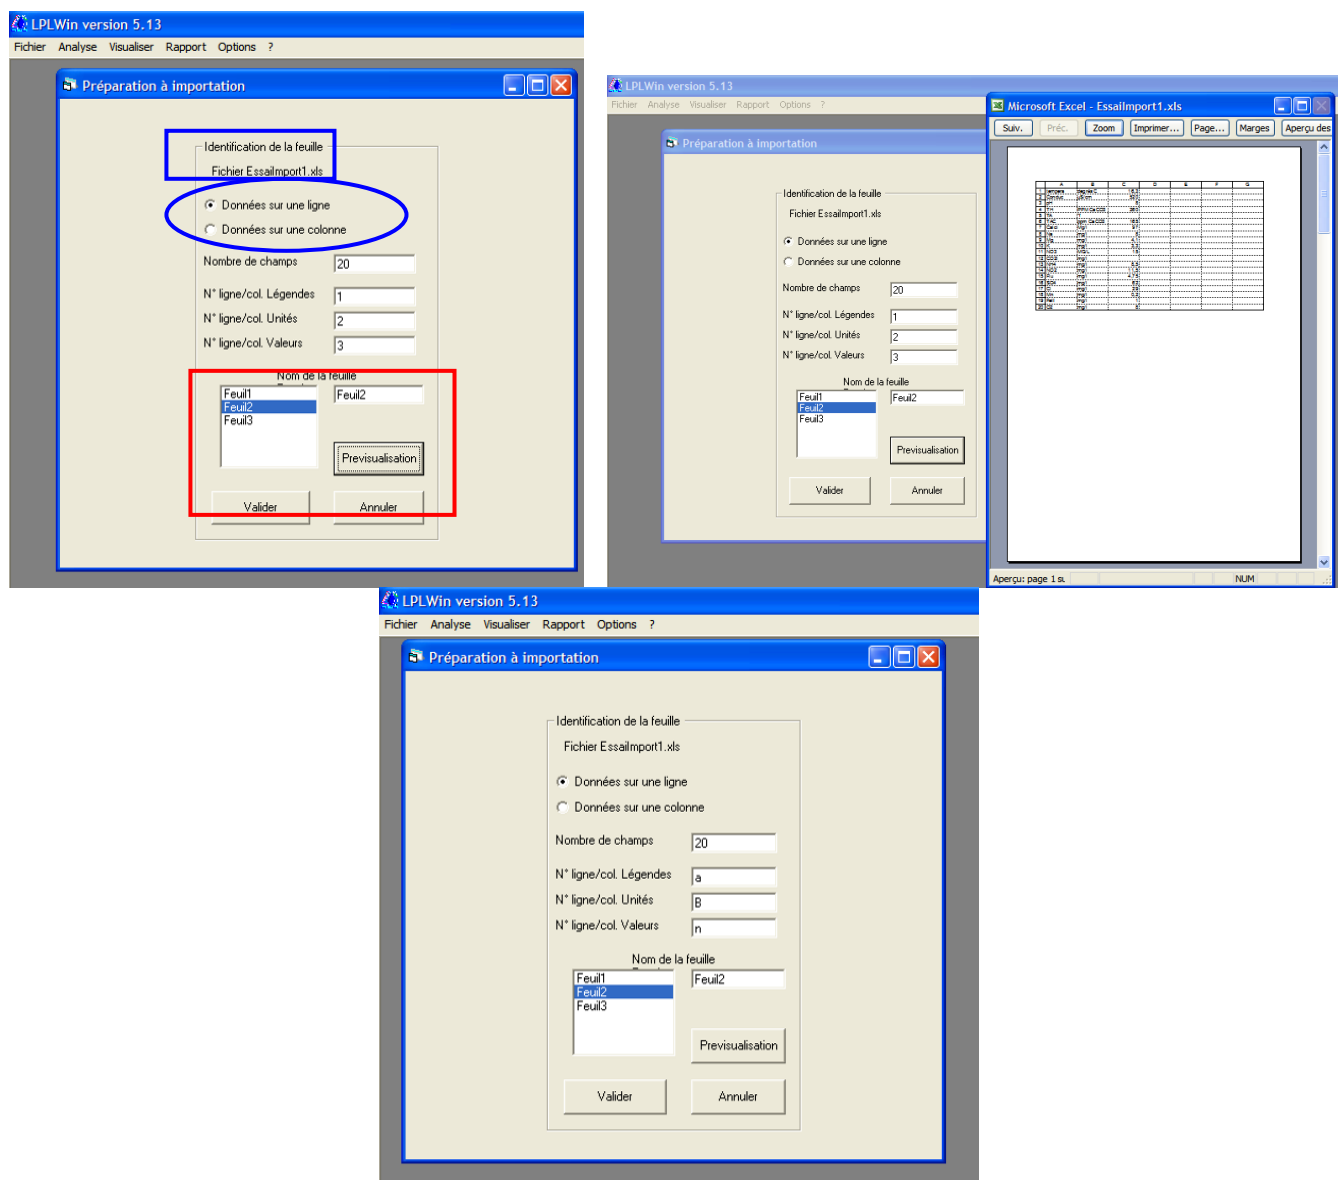 LPLWin version 5.13
Fichier Analyse Visualiser Rapport Options ?
Préparation à importation
Identification de la feuille
Fichier EssaiImport1.xls
Données sur une ligne
Données sur une colonne
Nombre de champs 20
N° ligne/col. Légendes 1
N° ligne/col. Unités 2
N° ligne/col. Valeurs 3
Nom de la feuille
Feuil1 Feuil2
Feuil2
Feuil3
Previsualisation
Valider Annuler
LPLWin version 5.13
Fichier Analyse Visualiser Rapport Options ?
Préparation à importation
Identification de la feuille
Fichier EssaiImport1.xls
Données sur une ligne
Données sur une colonne
Nombre de champs 20
N° ligne/col. Légendes 1
N° ligne/col. Unités 2
N° ligne/col. Valeurs 3
Nom de la feuille
Feuil1 Feuil2
Feuil2
Feuil3
Previsualisation
Valider Annuler
Microsoft Excel - EssaiImport1.xls
Suiv. Préc. Zoom Imprimer... Page... Marges Aperçu des
A B C D E F G
Aperçu: page 1 su NUM
LPLWin version 5.13
Fichier Analyse Visualiser Rapport Options ?
Préparation à importation
Identification de la feuille
Fichier EssaiImport1.xls
Données sur une ligne
Données sur une colonne
Nombre de champs 20
N° ligne/col. Légendes a
N° ligne/col. Unités B
N° ligne/col. Valeurs n
Nom de la feuille
Feuil1 Feuil2
Feuil2
Feuil3
Previsualisation
Valider Annuler